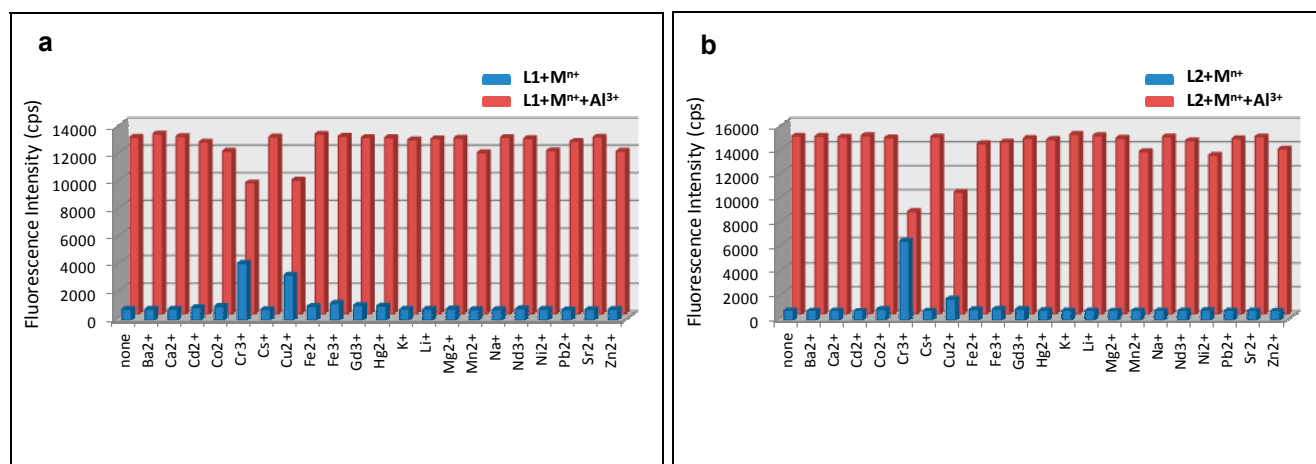 a
L1+Mⁿ⁺
L1+Mⁿ⁺+Al³⁺
Fluorescence Intensity (cps)
14000
12000
10000
8000
6000
4000
2000
0
none
Ba2+
Ca2+
Cd2+
Co2+
Cr3+
Cs+
Cu2+
Fe2+
Fe3+
Gd3+
Hg2+
K+
Li+
Mg2+
Mn2+
Na+
Nd3+
Ni2+
Pb2+
Sr2+
Zn2+
b
L2+Mⁿ⁺
L2+Mⁿ⁺+Al³⁺
Fluorescence Intensity (cps)
16000
14000
12000
10000
8000
6000
4000
2000
0
none
Ba2+
Ca2+
Cd2+
Co2+
Cr3+
Cs+
Cu2+
Fe2+
Fe3+
Gd3+
Hg2+
K+
Li+
Mg2+
Mn2+
Na+
Nd3+
Ni2+
Pb2+
Sr2+
Zn2+